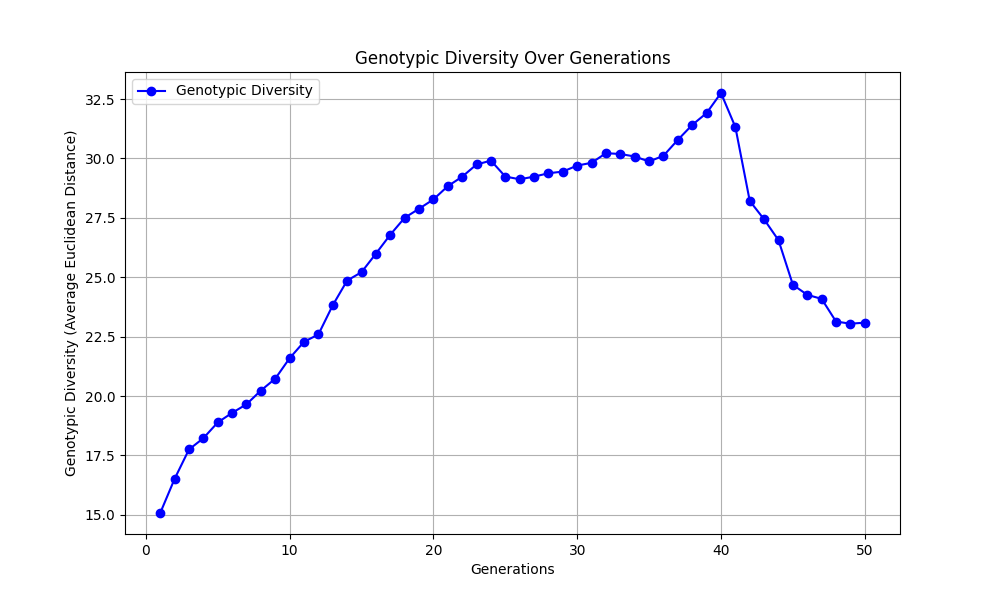 Genotypic Diversity Over Generations
Genotypic Diversity
Genotypic Diversity (Average Euclidean Distance)
32.5
30.0
27.5
25.0
22.5
20.0
17.5
15.0
0 10 20 30 40 50
Generations